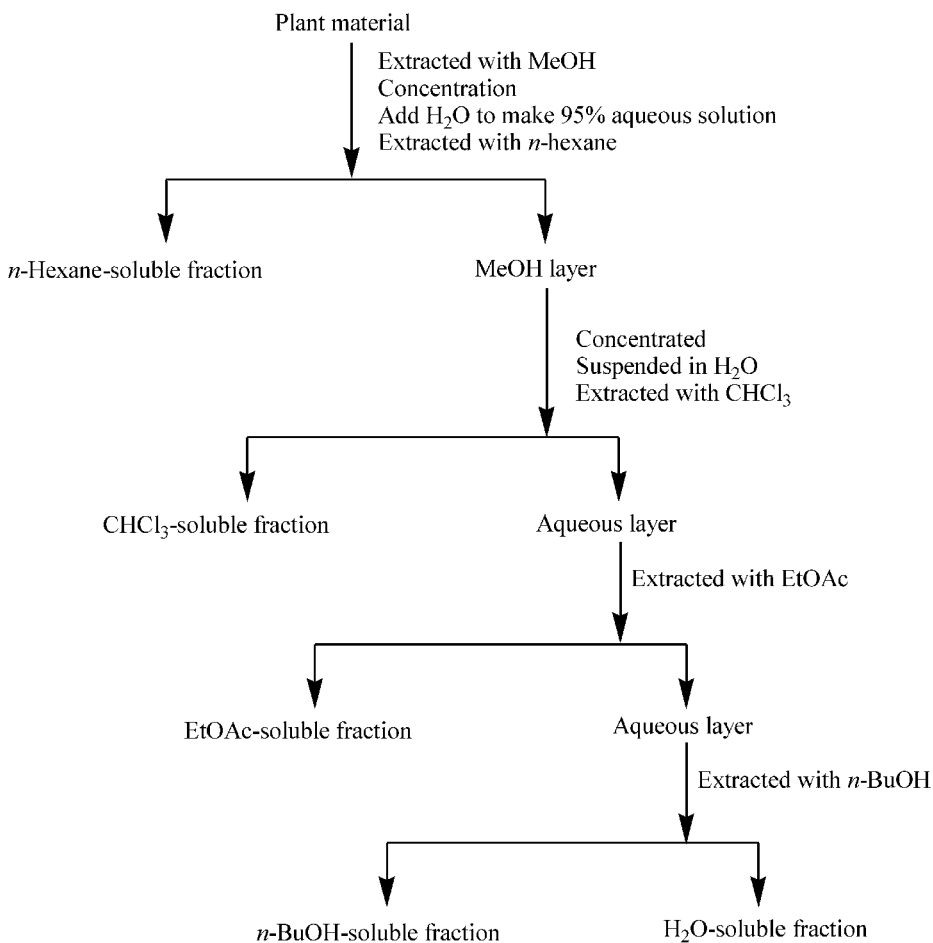 Plant material
Extracted with MeOH
Concentration
Add H₂O to make 95% aqueous solution
Extracted with n-hexane
n-Hexane-soluble fraction
MeOH layer
Concentrated
Suspended in H₂O
Extracted with CHCl₃
CHCl₃-soluble fraction
Aqueous layer
Extracted with EtOAc
EtOAc-soluble fraction
Aqueous layer
Extracted with n-BuOH
n-BuOH-soluble fraction
H₂O-soluble fraction